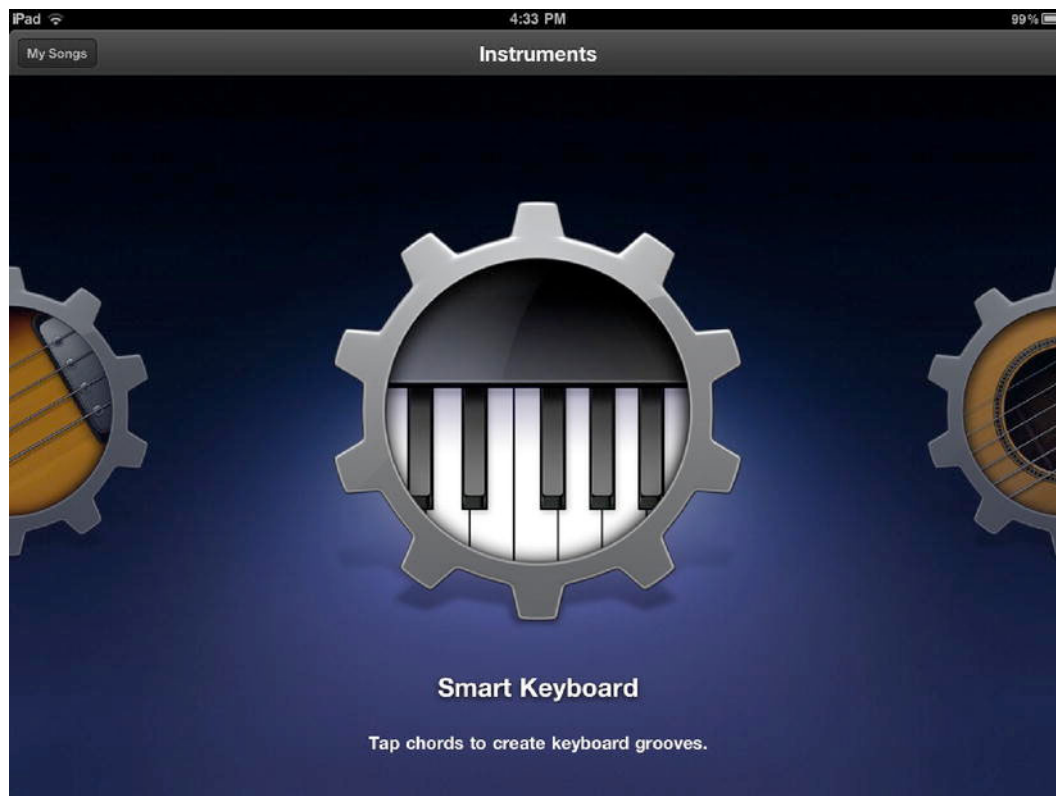 iPad
4:33 PM
99%
My Songs
Instruments
Smart Keyboard
Tap chords to create keyboard grooves.